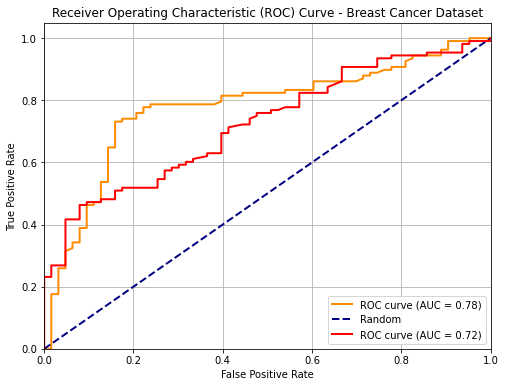 Receiver Operating Characteristic (ROC) Curve - Breast Cancer Dataset
True Positive Rate
1.0
0.8
0.6
0.4
0.2
0.0
0.0 0.2 0.4 0.6 0.8 1.0
False Positive Rate
ROC curve (AUC = 0.78)
Random
ROC curve (AUC = 0.72)